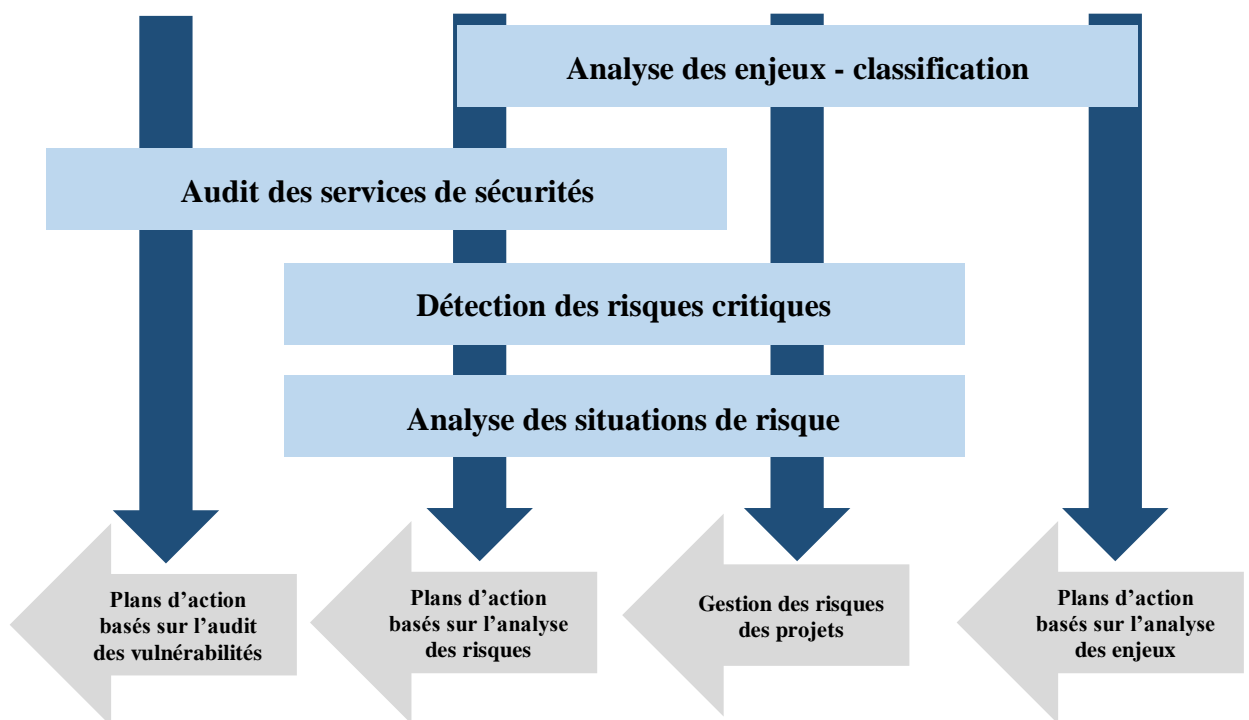 Analyse des enjeux - classification
Audit des services de sécurités
Détection des risques critiques
Analyse des situations de risque
Plans d’action
basés sur l’audit
des vulnérabilités
Plans d’action
basés sur l’analyse
des risques
Gestion des risques
des projets
Plans d’action
basés sur l’analyse
des enjeux